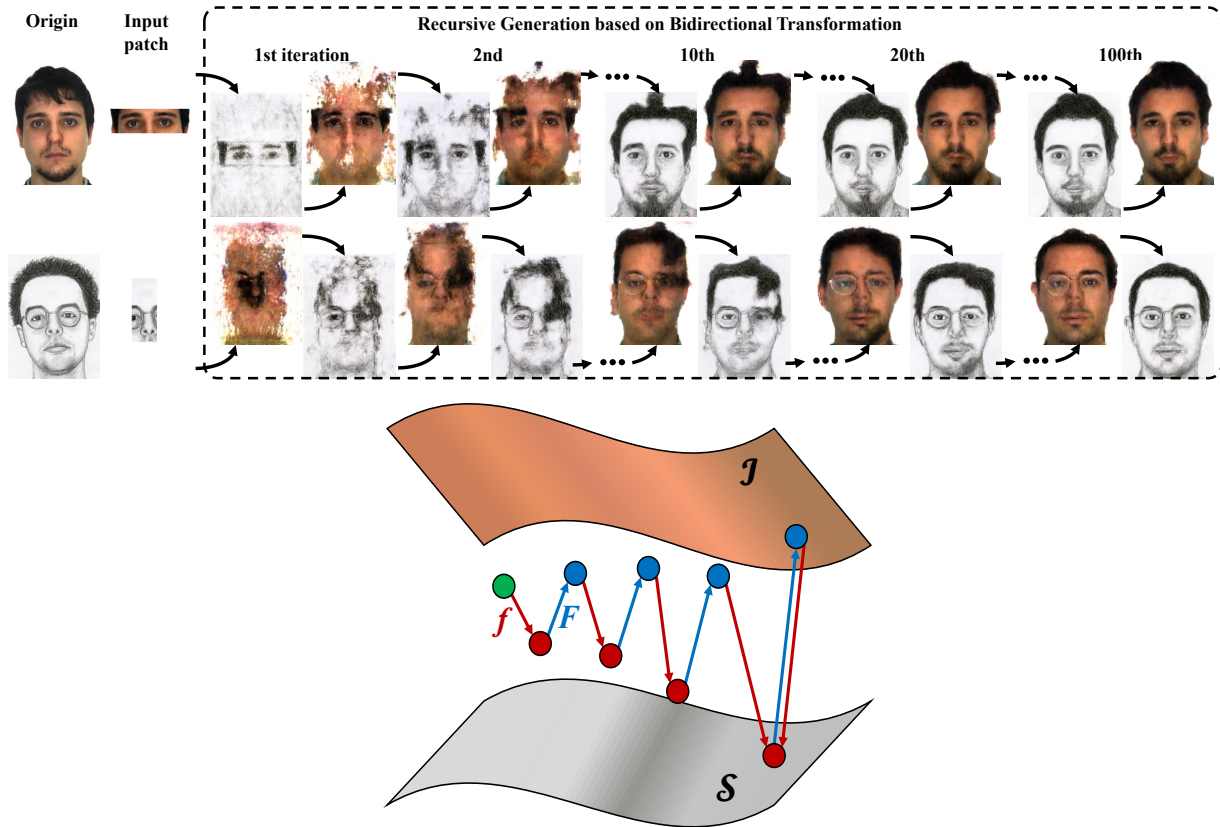 Origin
Input
patch
Recursive Generation based on Bidirectional Transformation
1st iteration
2nd
10th
20th
100th
ℐ
f
F
𝒮